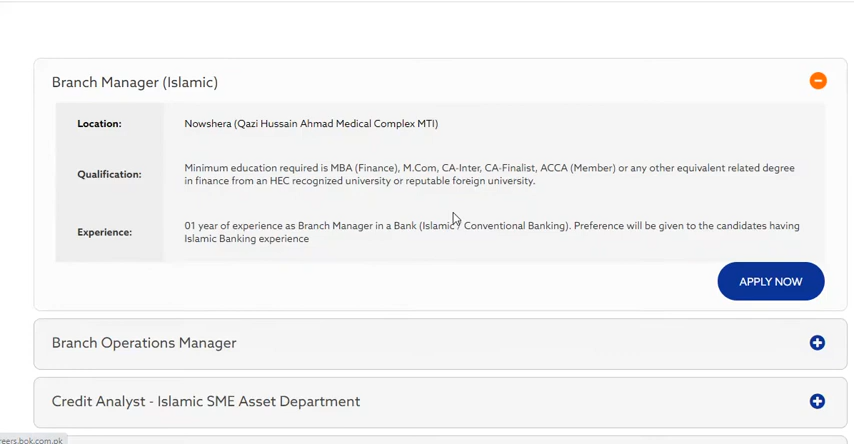 Branch Manager (Islamic)
Location:
Nowshera (Qazi Hussain Ahmad Medical Complex MTI)
Qualification:
Minimum education required is MBA (Finance), M.Com, CA-Inter, CA-Finalist, ACCA (Member) or any other equivalent related degree
in finance from an HEC recognized university or reputable foreign university.
Experience:
01 year of experience as Branch Manager in a Bank (Islamic / Conventional Banking). Preference will be given to the candidates having
Islamic Banking experience
APPLY NOW
Branch Operations Manager
Credit Analyst - Islamic SME Asset Department
reers.bok.com.pk